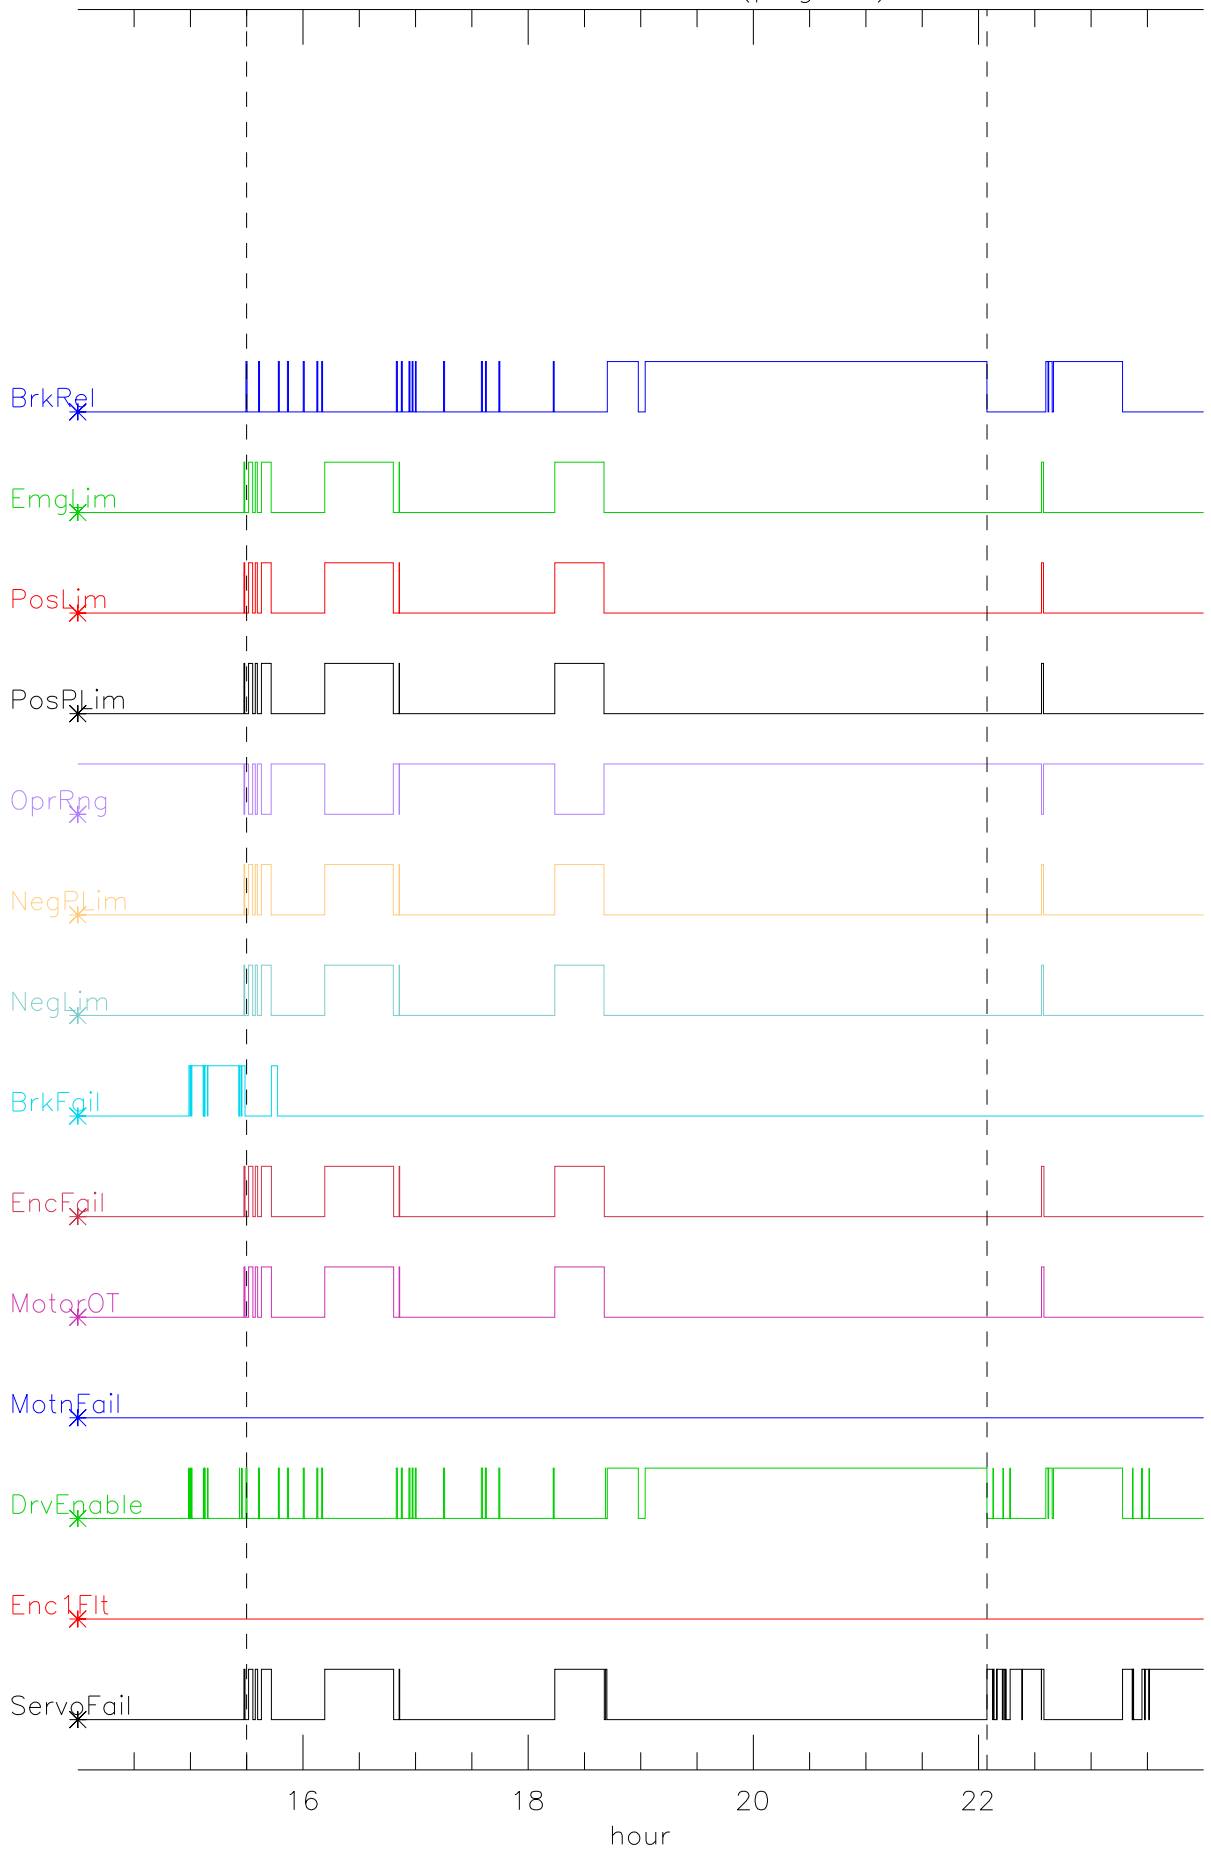 BrkRel
EmgLim
PosLim
PosPLim
OprRng
NegPLim
NegLim
BrkFail
EncFail
MotorOT
MotnFail
DrvEnable
Enc1Flt
ServoFail
16 18 20 22
hour